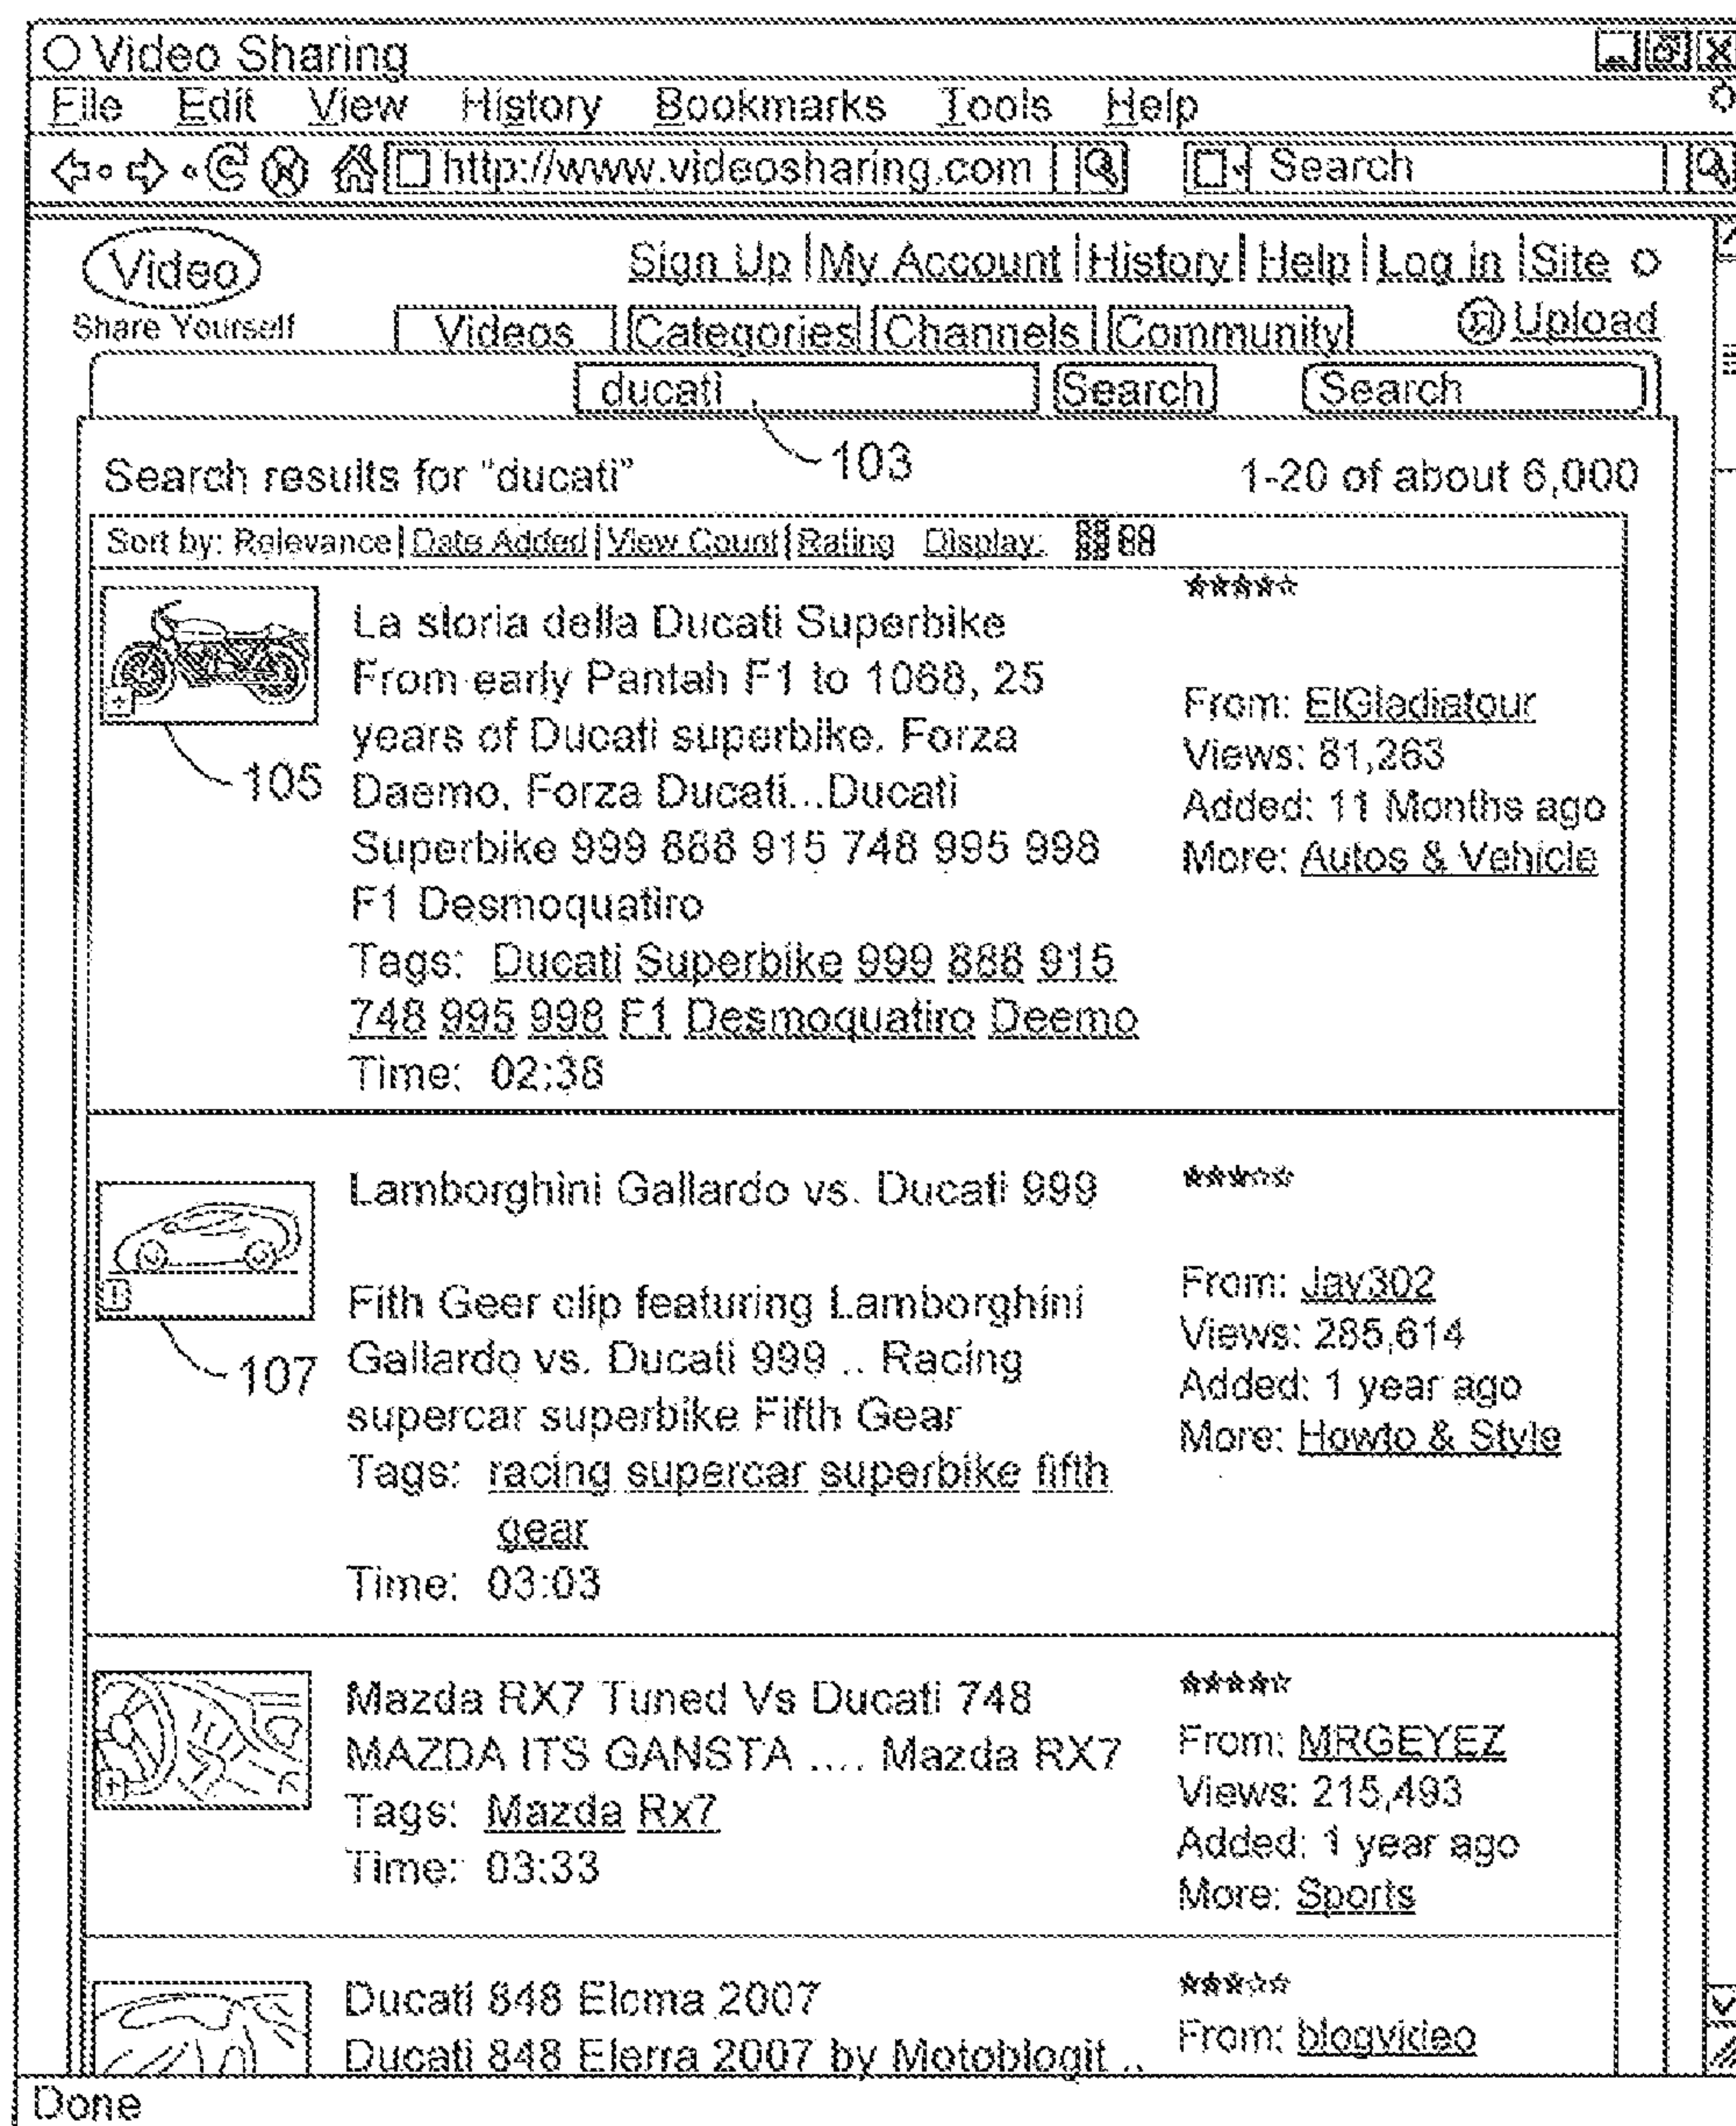 Video Sharing
File Edit View History Bookmarks Tools Help
http://www.videosharing.com Search
Video
Share Yourself
Sign Up | My Account | History | Help | Log in | Site
Videos Categories Channels Community
Upload
ducati Search Search
103
Search results for "ducati" 1-20 of about 6,000
Sort by: Relevance | Date Added | View Count | Rating Display:
La storia della Ducati Superbike
From early Pantah F1 to 1068, 25
years of Ducati superbike. Forza
Daemo, Forza Ducati...Ducati
Superbike 999 888 915 748 995 998
F1 Desmoquatiro
Tags: Ducati Superbike 999 888 915
748 995 998 F1 Desmoquatiro Deemo
Time: 02:38
From: ElGladiatour
Views: 81,263
Added: 11 Months ago
More: Autos & Vehicle
105
Lamborghini Gallardo vs. Ducati 999
Fith Geer clip featuring Lamborghini
Gallardo vs. Ducati 999 .. Racing
supercar superbike Fifth Gear
Tags: racing supercar superbike fifth
gear
Time: 03:03
From: Jay302
Views: 285,614
Added: 1 year ago
More: Howto & Style
107
Mazda RX7 Tuned Vs Ducati 748
MAZDA ITS GANSTA .... Mazda RX7
Tags: Mazda Rx7
Time: 03:33
From: MRGEYEZ
Views: 215,493
Added: 1 year ago
More: Sports
Ducati 848 Elcma 2007
Ducati 848 Elerra 2007 by Motoblogit ..
From: blogvideo
Done